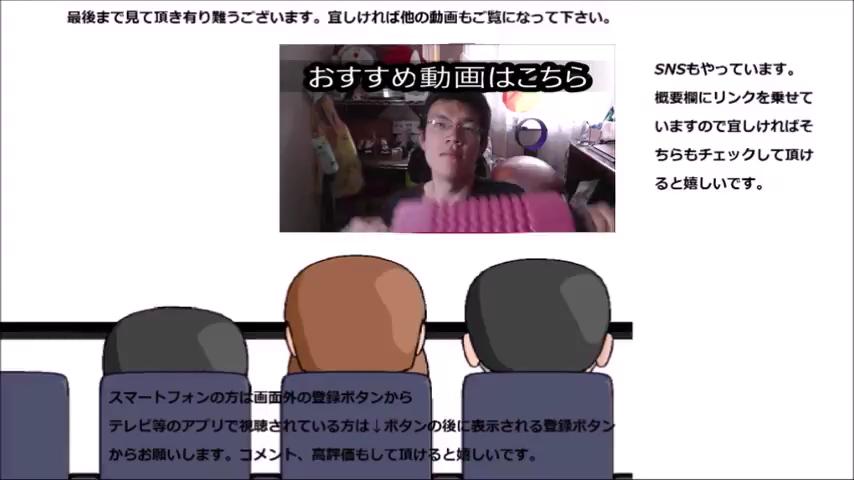 最後まで見て頂き有り難うございます。宜しければ他の動画もご覧になって下さい。
おすすめ動画はこちら
SNSもやっています。
概要欄にリンクを乗せて
いますので宜しければそ
ちらもチェックして頂け
ると嬉しいです。
スマートフォンの方は画面外の登録ボタンから
テレビ等のアプリで視聴されている方は↓ボタンの後に表示される登録ボタン
からお願いします。コメント、高評価もして頂けると嬉しいです。